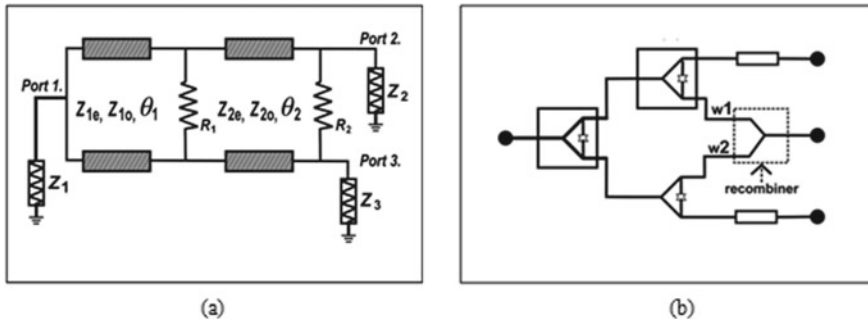 Port 1.
Z1
Z1e, Z1o, θ1
R1
Z2e, Z2o, θ2
R2
Port 2.
Z2
Port 3.
Z3
w1
w2
recombiner
(a)
(b)